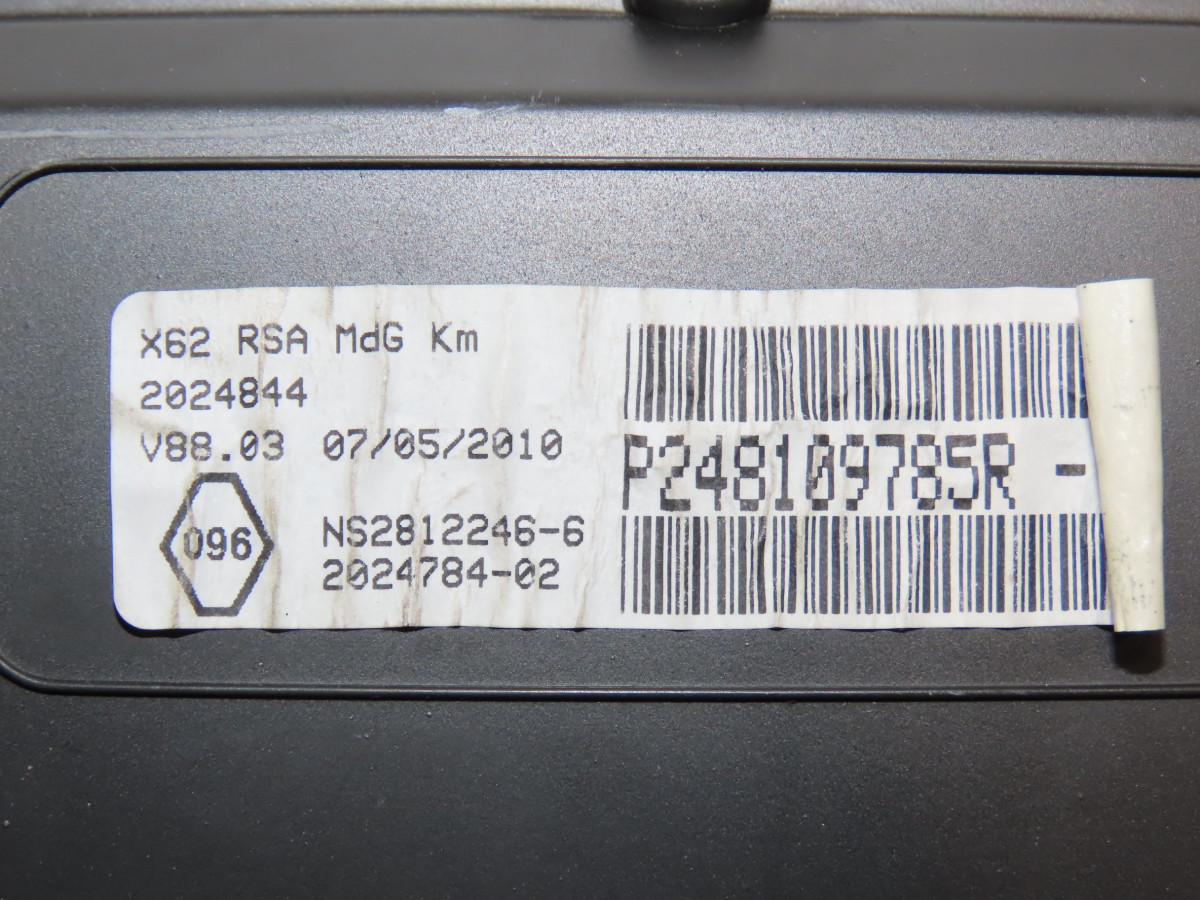 X62 RSA MdG Km
2024844
V88.03 07/05/2010
096
NS2812246-6
2024784-02
P248109785R -